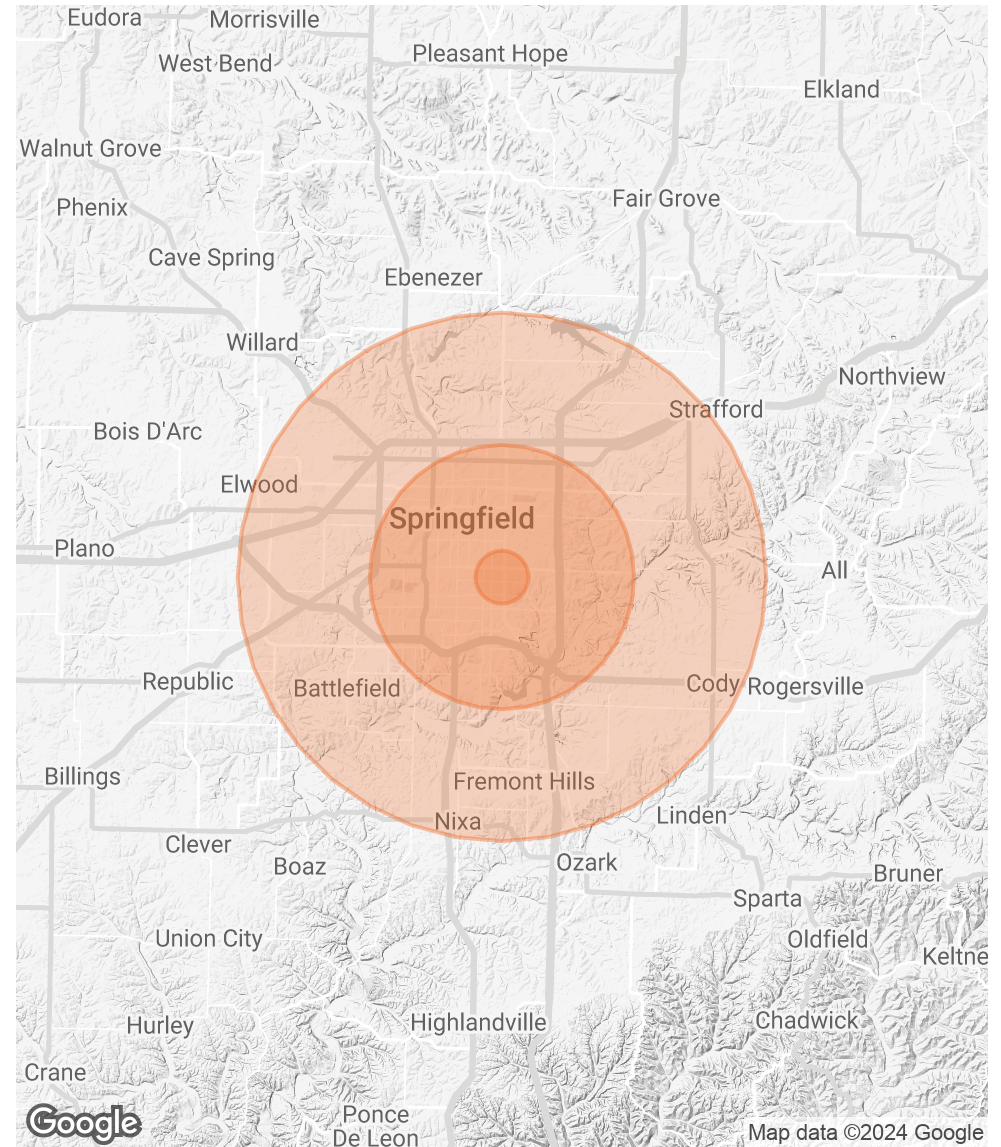 Eudora
Morrisville
West Bend
Pleasant Hope
Elkland
Walnut Grove
Phenix
Fair Grove
Cave Spring
Ebenezer
Willard
Northview
Strafford
Bois D'Arc
Elwood
Springfield
Plano
All
Republic
Battlefield
Cody
Rogersville
Billings
Fremont Hills
Nixa
Linden
Clever
Boaz
Ozark
Bruner
Sparta
Union City
Oldfield
Keltne
Hurley
Highlandville
Chadwick
Crane
Ponce
De Leon
Google
Map data ©2024 Google